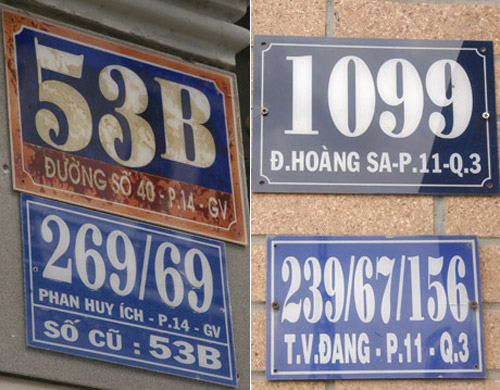 53B
ĐƯỜNG SỐ 40 - P.14 - GV
269/69
PHAN HUY ÍCH - P.14 - GV
SỐ CŨ : 53B
1099
Đ.HOÀNG SA-P.11-Q.3
239/67/156
T.V.ĐANG - P.11 - Q.3